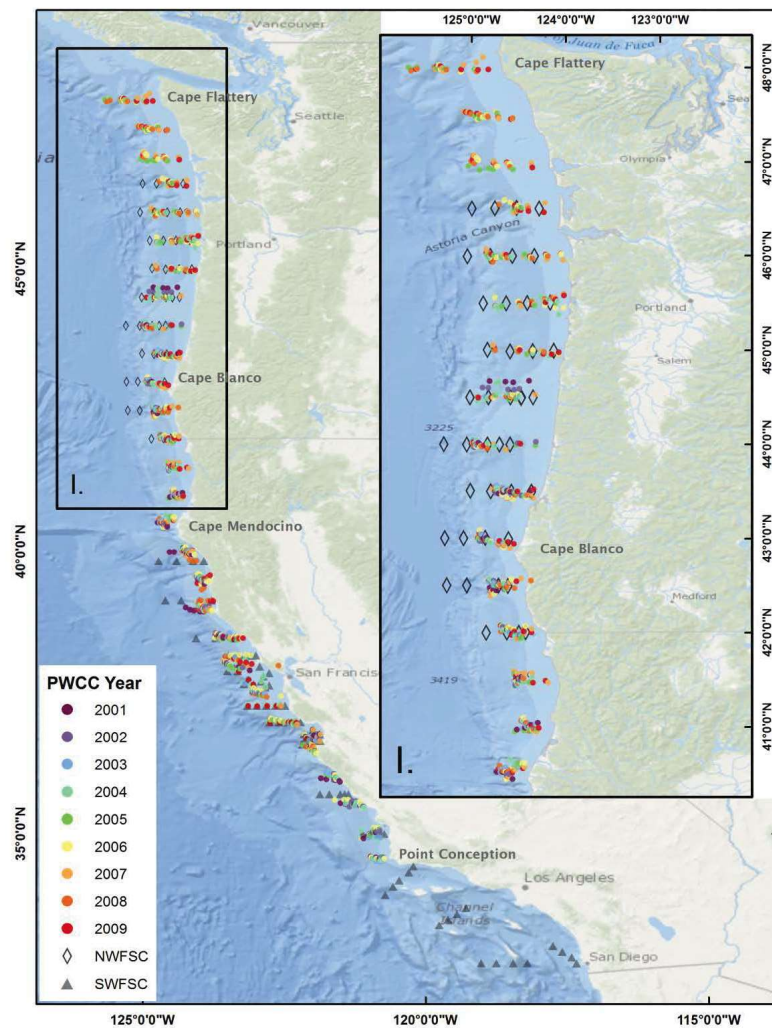 Vancouver
Cape Flattery
Seattle
Portland
Cape Blanco
I.
Cape Mendocino
San Francisc
Point Conception
Los Angeles
Channel
Islands
San Diego
45°0'0"N
40°0'0"N
35°0'0"N
125°0'0"W
120°0'0"W
115°0'0"W
PWCC Year
2001
2002
2003
2004
2005
2006
2007
2008
2009
NWFSC
SWFSC
125°0'0"W
124°0'0"W
123°0'0"W
Juan de Fuca
Cape Flattery
Sea
Olympia
Astoria Canyon
Portland
Salem
3225
Cape Blanco
Medford
3419
I.
48°0'0"N
47°0'0"N
46°0'0"N
45°0'0"N
44°0'0"N
43°0'0"N
42°0'0"N
41°0'0"N